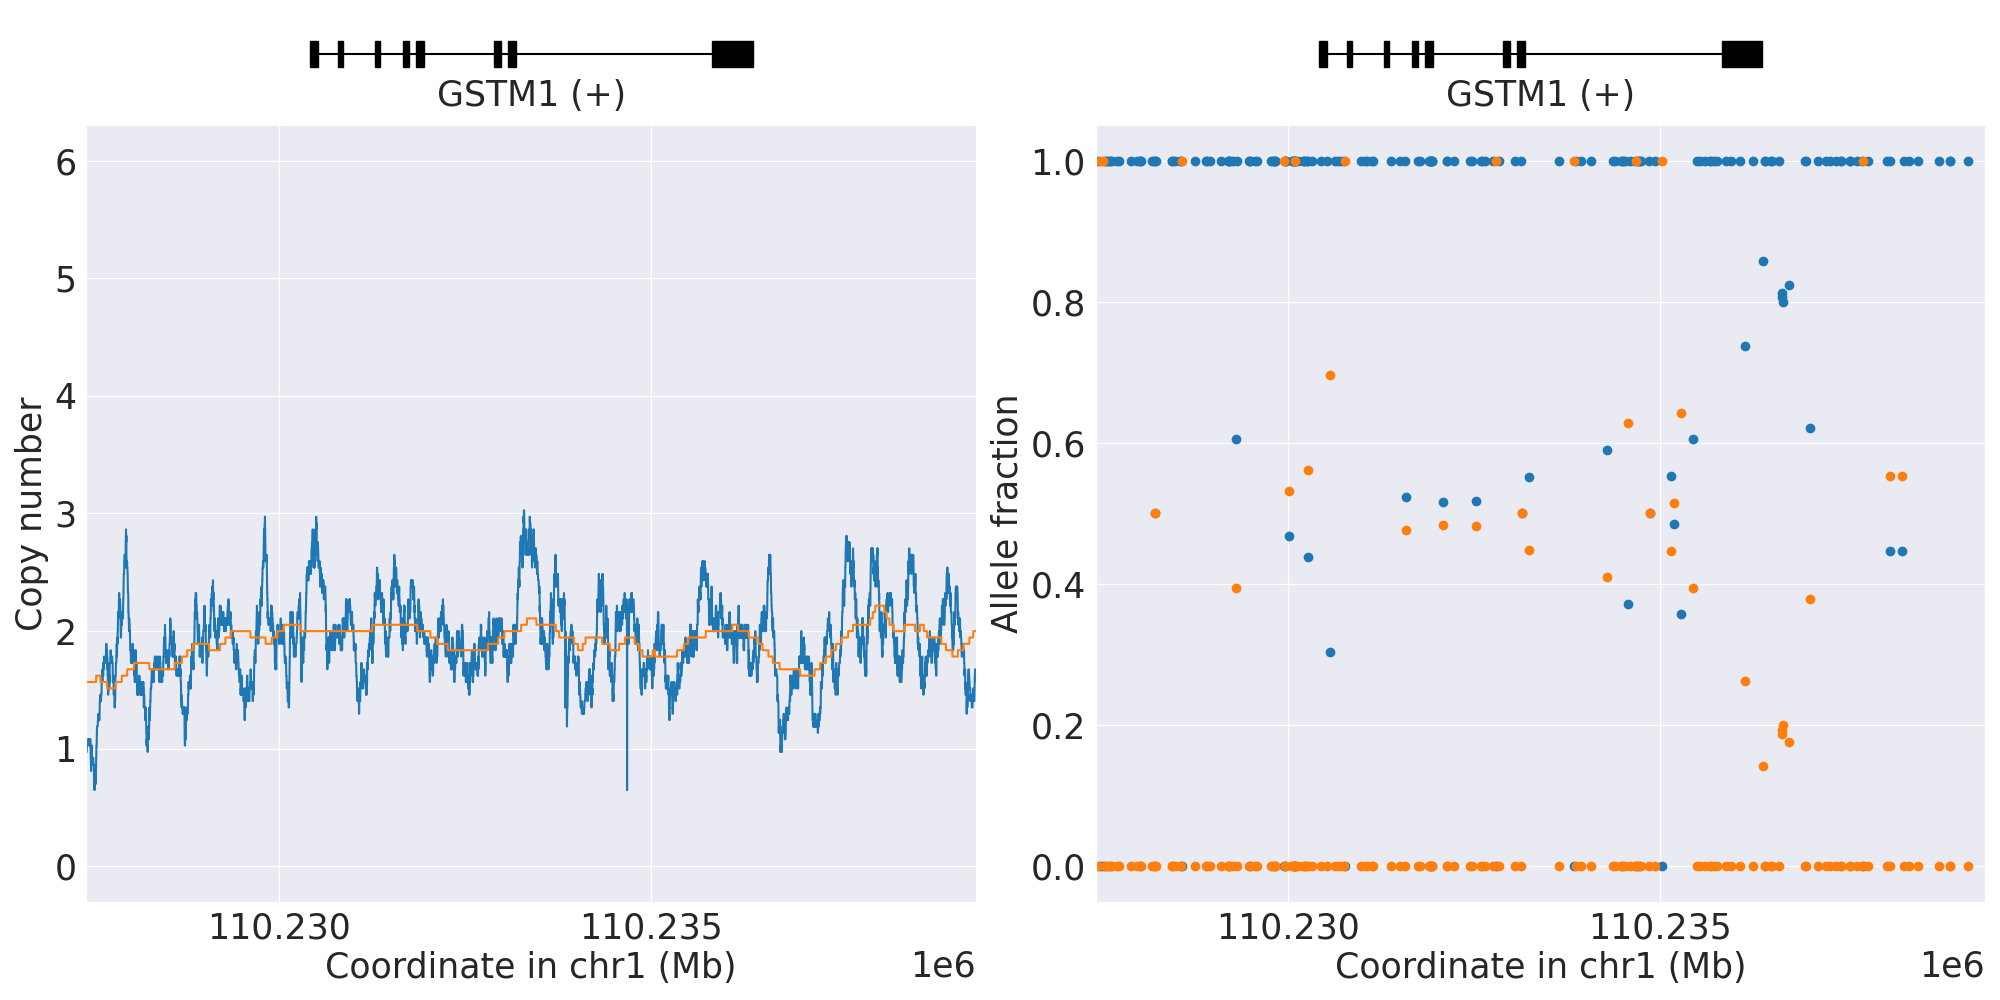 GSTM1 (+)
6
5
4
3
2
1
0
Copy number
110.230 110.235
Coordinate in chr1 (Mb) 1e6
GSTM1 (+)
1.0
0.8
0.6
0.4
0.2
0.0
Allele fraction
110.230 110.235
Coordinate in chr1 (Mb) 1e6